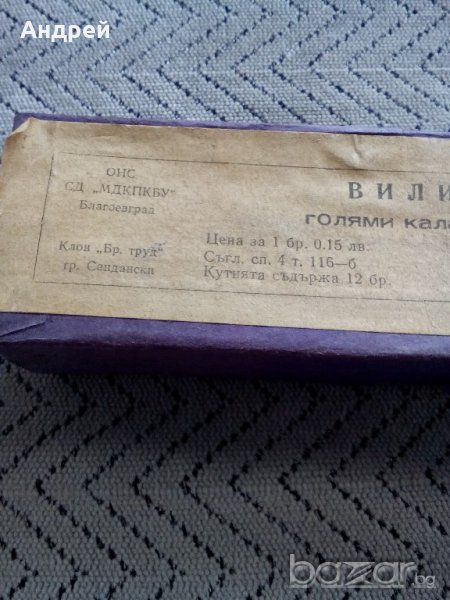 Андрей
ОНС
СД „МДКПКБУ"
Благоевград
Клон „Бр. труд"
гр. Сандански
ВИЛИ
ГОЛЕМИ КАЛА
Цена за 1 бр. 0.15 лв.
Съгл. сп. 4 т. 116—б
Кутията съдържа 12 бр.
bazar.bg